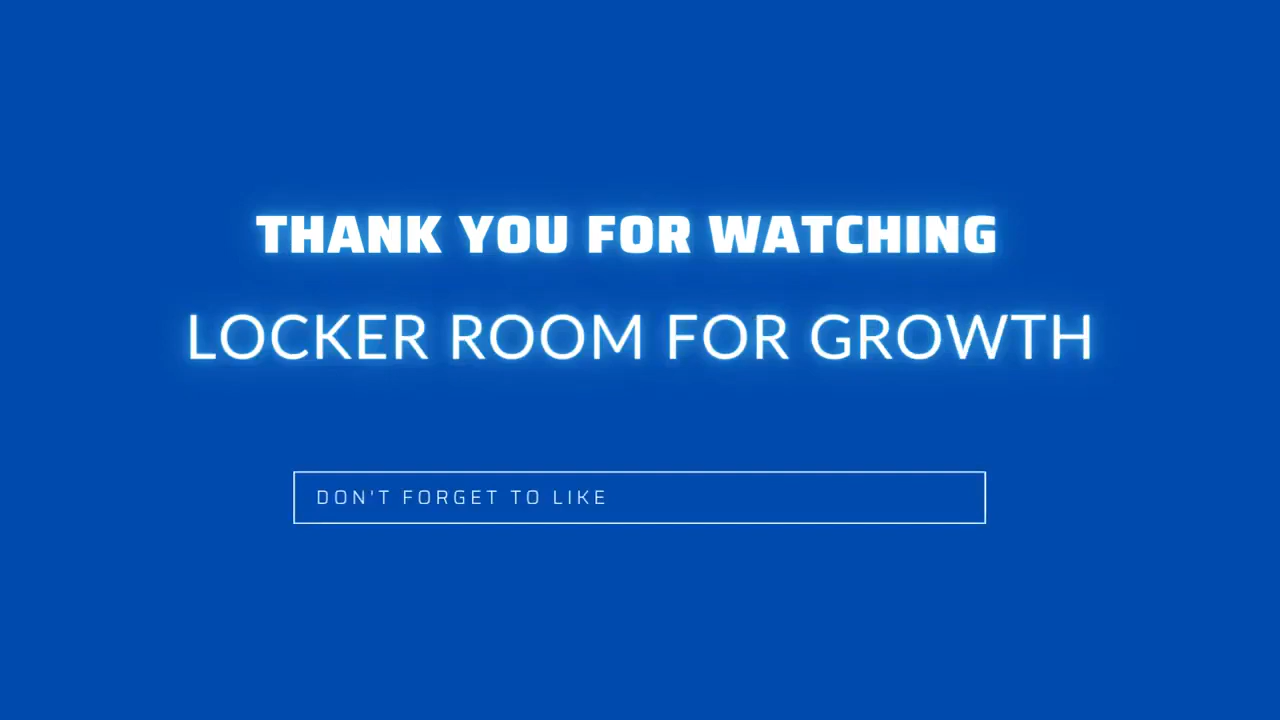 THANK YOU FOR WATCHING
LOCKER ROOM FOR GROWTH
DON'T FORGET TO LIKE